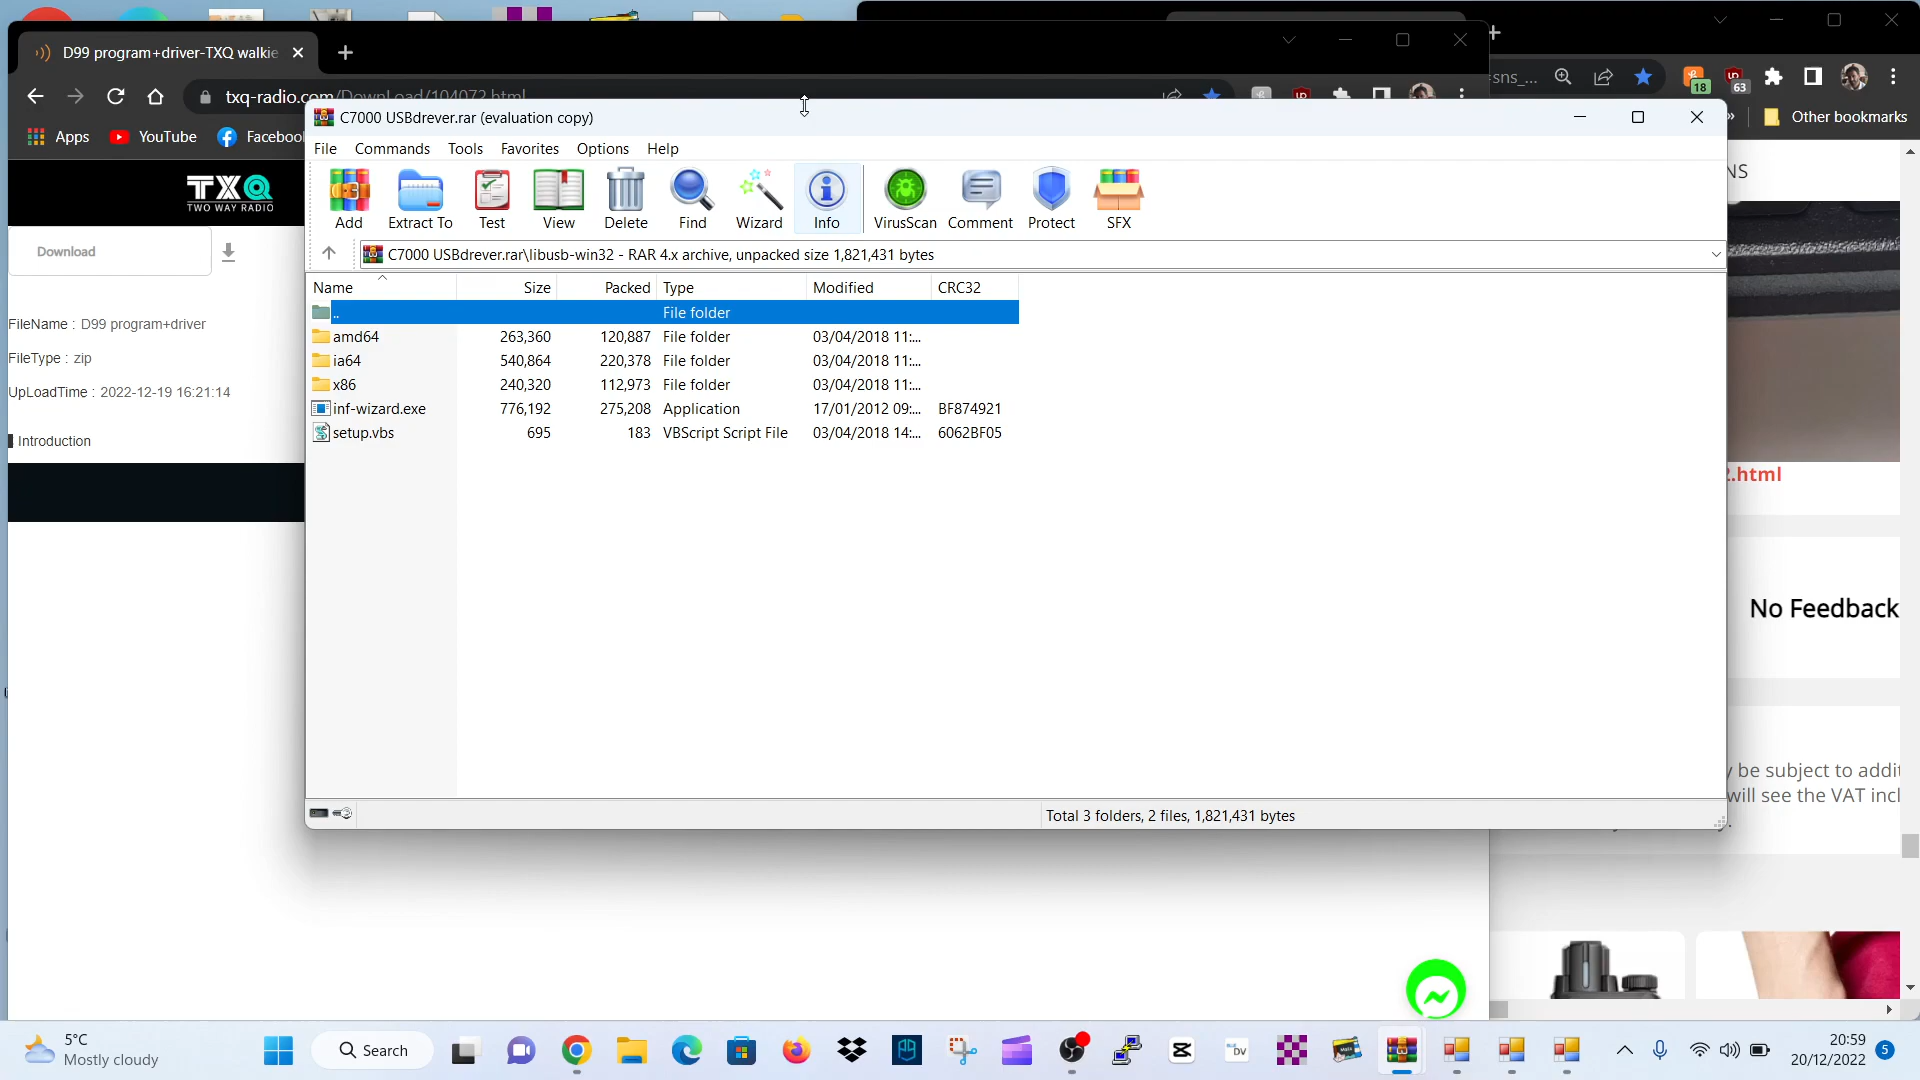 D99 program+driver-TXQ walkie
txq-radio.com/DownLoad/104072.html
=sns_...
18
63
Apps
YouTube
Facebook
Other bookmarks
C7000 USBdrever.rar (evaluation copy)
File Commands Tools Favorites Options Help
Add
Extract To
Test
View
Delete
Find
Wizard
Info
VirusScan
Comment
Protect
SFX
C7000 USBdrever.rar\libusb-win32 - RAR 4.x archive, unpacked size 1,821,431 bytes
Name Size Packed Type Modified CRC32
.. File folder
amd64 263,360 120,887 File folder 03/04/2018 11:...
ia64 540,864 220,378 File folder 03/04/2018 11:...
x86 240,320 112,973 File folder 03/04/2018 11:...
inf-wizard.exe 776,192 275,208 Application 17/01/2012 09:... BF874921
setup.vbs 695 183 VBScript Script File 03/04/2018 14:... 6062BF05
Total 3 folders, 2 files, 1,821,431 bytes
TXQ
TWO WAY RADIO
Download
FileName : D99 program+driver
FileType : zip
UpLoadTime : 2022-12-19 16:21:14
Introduction
NS
2.html
No Feedback
y be subject to addit
will see the VAT incl
5°C
Mostly cloudy
Search
DV
20:59
20/12/2022
5